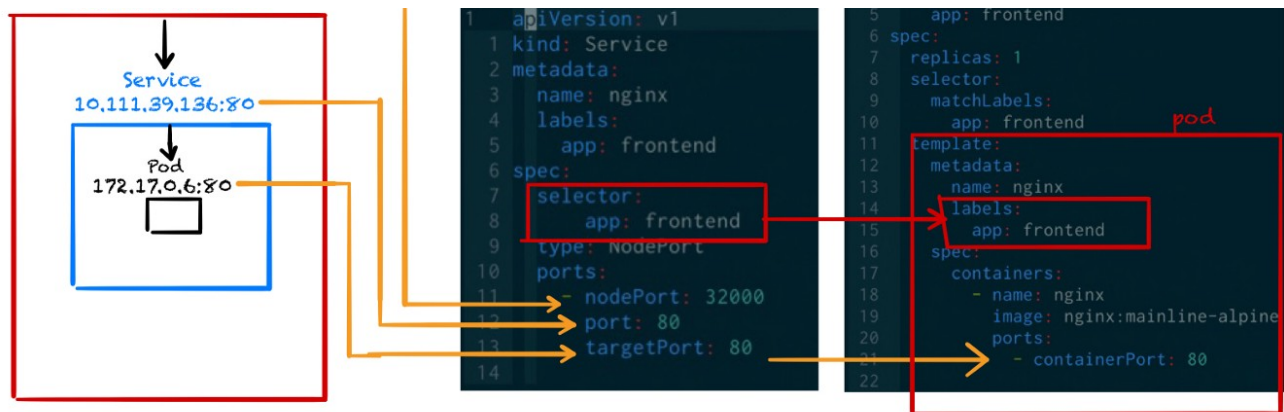 Service
10.111.39.136:80
Pod
172.17.0.6:80
1 apiVersion: v1
1 kind: Service
2 metadata:
3 name: nginx
4 labels:
5 app: frontend
6 spec:
7 selector:
8 app: frontend
9 type: NodePort
10 ports:
11 - nodePort: 32000
12 port: 80
13 targetPort: 80
14
5 app: frontend
6 spec:
7 replicas: 1
8 selector:
9 matchLabels:
10 app: frontend
pod
11 template:
12 metadata:
13 name: nginx
14 labels:
15 app: frontend
16 spec:
17 containers:
18 - name: nginx
19 image: nginx:mainline-alpine
20 ports:
21 - containerPort: 80
22